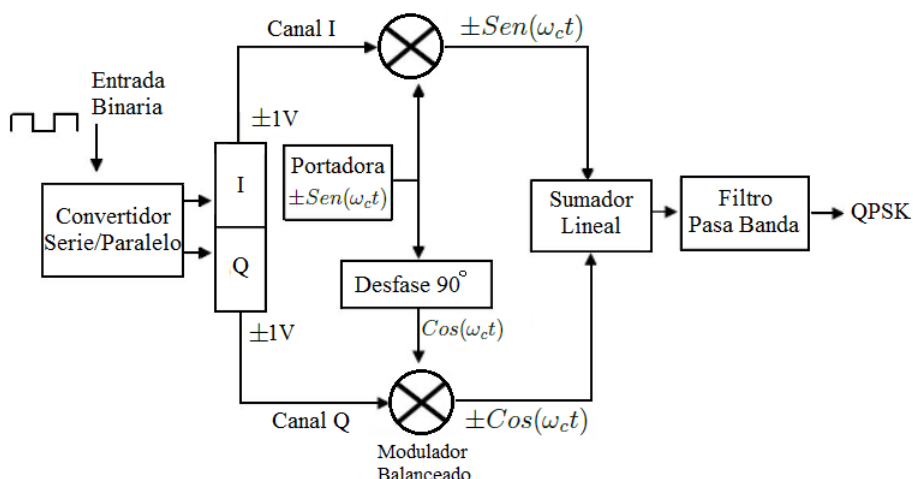 Canal I
±Sen(ω_c t)
Entrada
Binaria
±1V
Portadora
±Sen(ω_c t)
I
Convertidor
Serie/Paralelo
Q
Sumador
Lineal
Filtro
Pasa Banda
QPSK
Desfase 90°
±1V
Cos(ω_c t)
Canal Q
±Cos(ω_c t)
Modulador
Balanceado